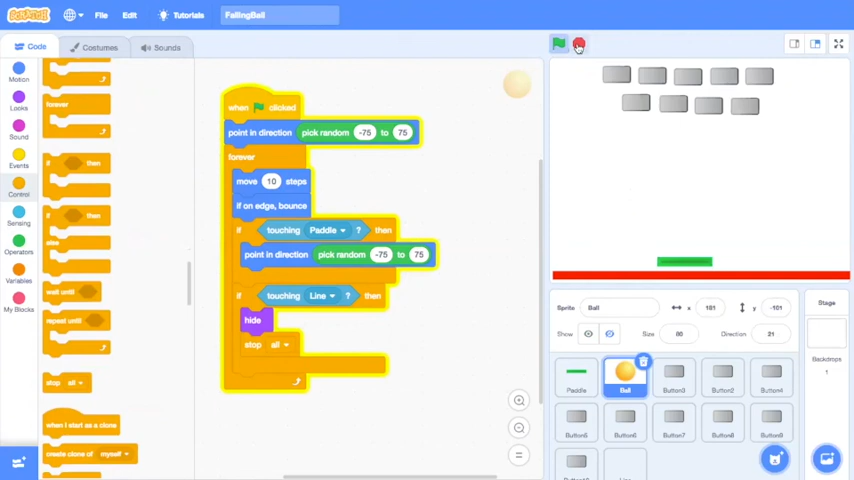 SCRATCH File Edit Tutorials FallingBall
Code Costumes Sounds
Motion
Looks
Sound
Events
Control
Sensing
Operators
Variables
My Blocks
forever
if then
if then
else
wait until
repeat until
stop all
when I start as a clone
create clone of myself
when clicked
point in direction pick random -75 to 75
forever
move 10 steps
if on edge, bounce
if touching Paddle ? then
point in direction pick random -75 to 75
if touching Line ? then
hide
stop all
Sprite Ball x 181 y -101
Show Size 80 Direction 21
Stage
Backdrops
1
Paddle Ball Button3 Button2 Button4
Button5 Button6 Button7 Button8 Button9
Line